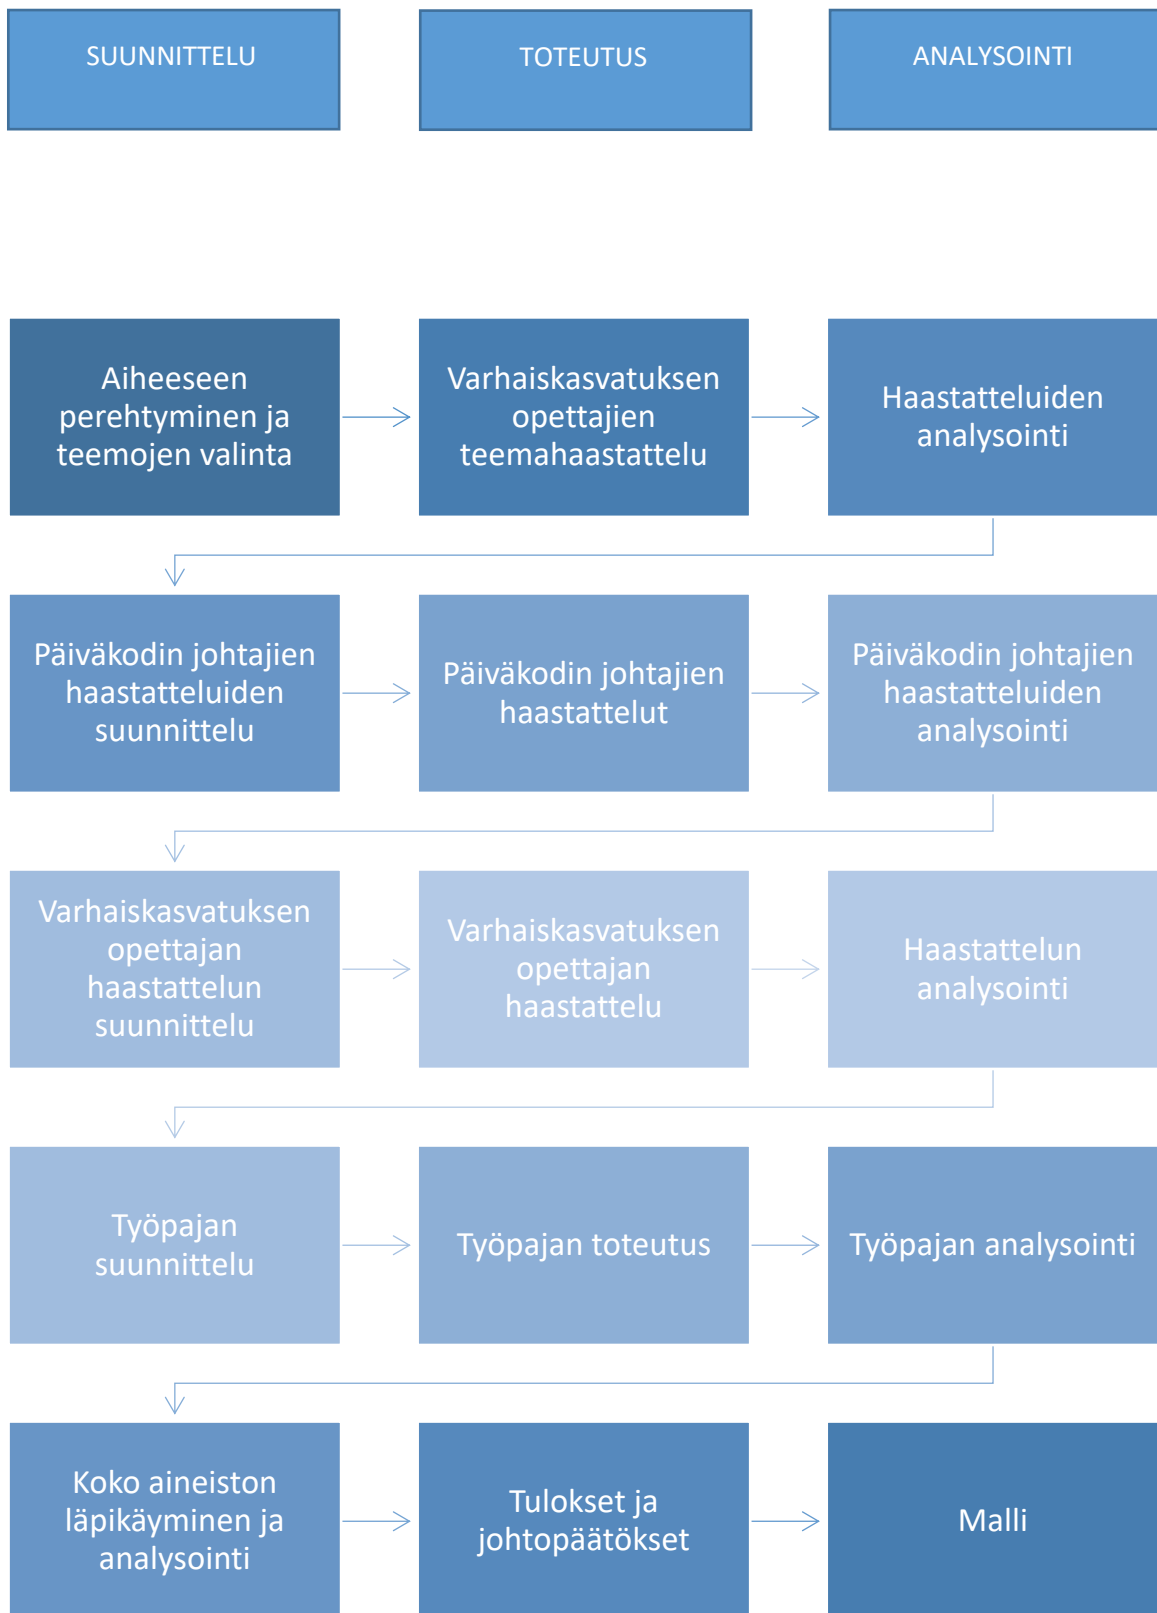 SUUNNITTELU
TOTEUTUS
ANALYSOINTI
Aiheeseen
perehtyminen ja
teemojen valinta
Varhaiskasvatuksen
opettajien
teemahaastattelu
Haastatteluiden
analysointi
Päiväkodin johtajien
haastatteluiden
suunnittelu
Päiväkodin johtajien
haastattelut
Päiväkodin johtajien
haastatteluiden
analysointi
Varhaiskasvatuksen
opettajan
haastattelun
suunnittelu
Varhaiskasvatuksen
opettajan
haastattelu
Haastattelun
analysointi
Työpajan
suunnittelu
Työpajan toteutus
Työpajan analysointi
Koko aineiston
läpikäyminen ja
analysointi
Tulokset ja
johtopäätökset
Malli